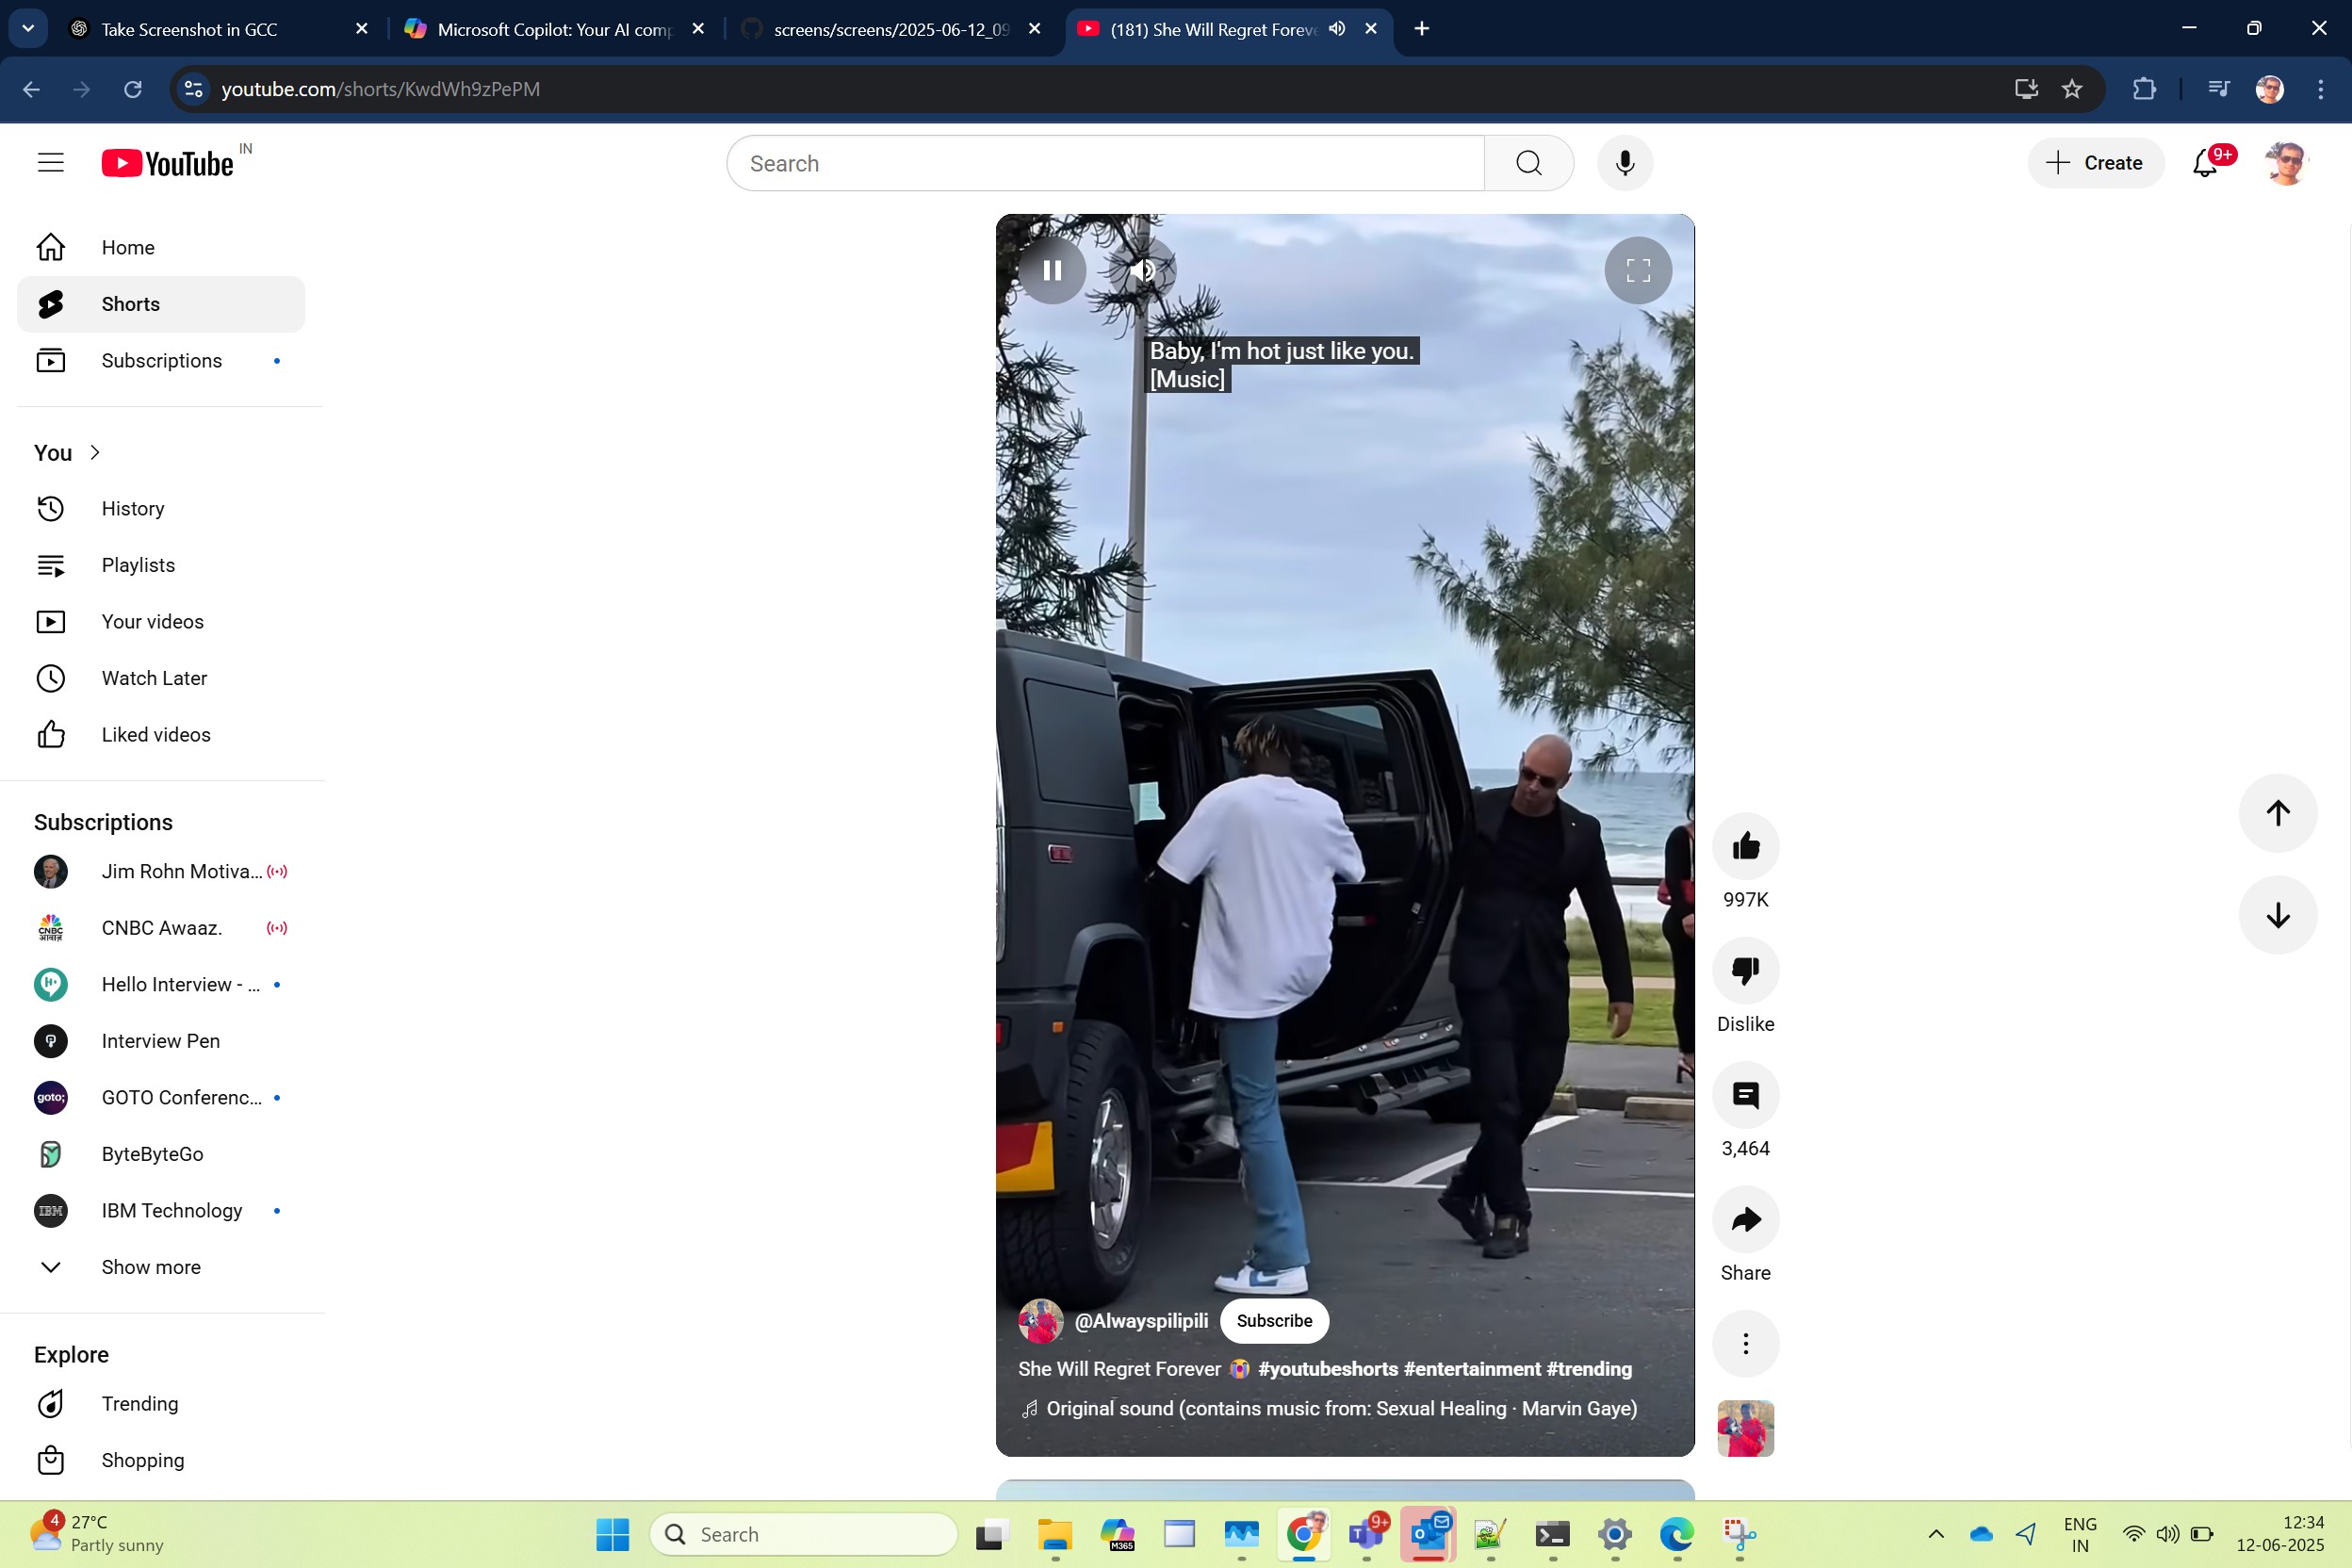 Take Screenshot in GCC
Microsoft Copilot: Your AI comp
screens/screens/2025-06-12_09
(181) She Will Regret Foreve
youtube.com/shorts/KwdWh9zPePM
YouTube IN
Search
Create
9+
Home
Shorts
Subscriptions
You
History
Playlists
Your videos
Watch Later
Liked videos
Subscriptions
Jim Rohn Motiva...
CNBC Awaaz.
Hello Interview - ...
Interview Pen
goto;
GOTO Conferenc...
ByteByteGo
IBM
IBM Technology
Show more
Explore
Trending
Shopping
Baby, I'm hot just like you.
[Music]
@Alwayspilipili
Subscribe
She Will Regret Forever 😭 #youtubeshorts #entertainment #trending
Original sound (contains music from: Sexual Healing · Marvin Gaye)
997K
Dislike
3,464
Share
4
27°C
Partly sunny
Search
M365
9+
ENG
IN
12:34
12-06-2025